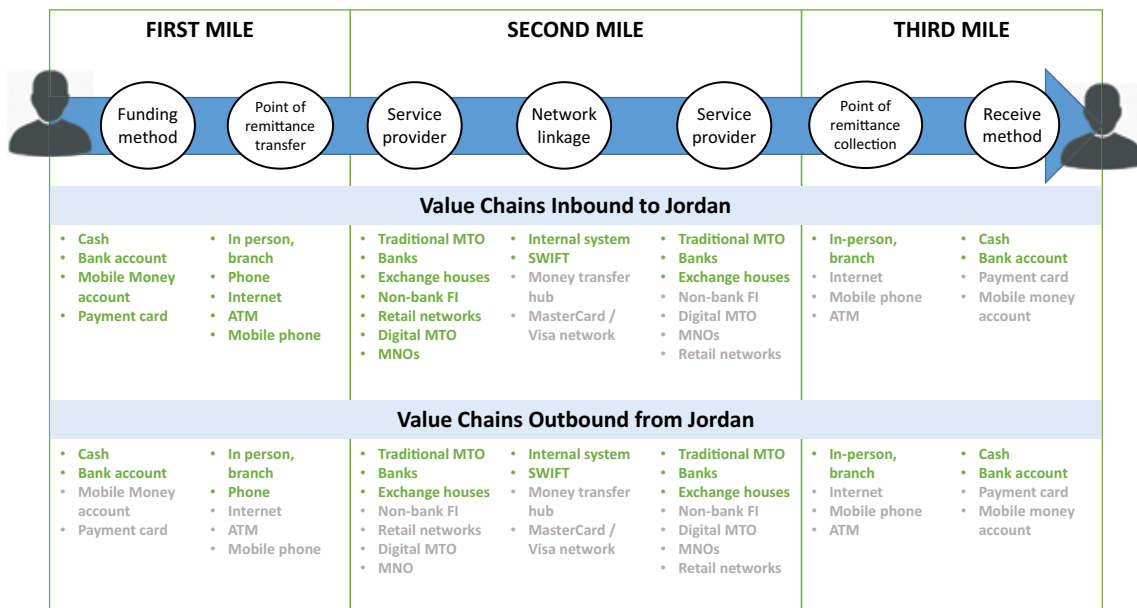 FIRST MILE
SECOND MILE
THIRD MILE
Funding
method
Point of
remittance
transfer
Service
provider
Network
linkage
Service
provider
Point of
remittance
collection
Receive
method
Value Chains Inbound to Jordan
• Cash
• Bank account
• Mobile Money
account
• Payment card
• In person,
branch
• Phone
• Internet
• ATM
• Mobile phone
• Traditional MTO
• Banks
• Exchange houses
• Non-bank FI
• Retail networks
• Digital MTO
• MNOs
• Internal system
• SWIFT
• Money transfer
hub
• MasterCard /
Visa network
• Traditional MTO
• Banks
• Exchange houses
• Non-bank FI
• Digital MTO
• MNOs
• Retail networks
• In-person,
branch
• Internet
• Mobile phone
• ATM
• Cash
• Bank account
• Payment card
• Mobile money
account
Value Chains Outbound from Jordan
• Cash
• Bank account
• Mobile Money
account
• Payment card
• In person,
branch
• Phone
• Internet
• ATM
• Mobile phone
• Traditional MTO
• Banks
• Exchange houses
• Non-bank FI
• Retail networks
• Digital MTO
• MNO
• Internal system
• SWIFT
• Money transfer
hub
• MasterCard /
Visa network
• Traditional MTO
• Banks
• Exchange houses
• Non-bank FI
• Digital MTO
• MNOs
• Retail networks
• In-person,
branch
• Internet
• Mobile phone
• ATM
• Cash
• Bank account
• Payment card
• Mobile money
account